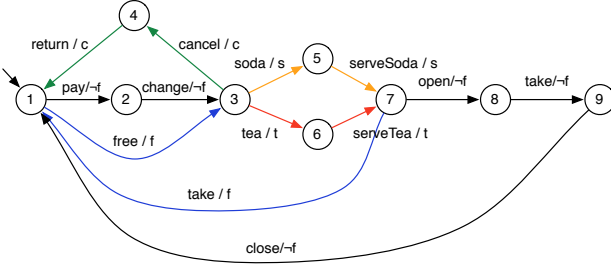 4
return / c
cancel / c
soda / s
5
serveSoda / s
pay/¬f
change/¬f
open/¬f
take/¬f
1
2
3
7
8
9
free / f
tea / t
6
serveTea / t
take / f
close/¬f